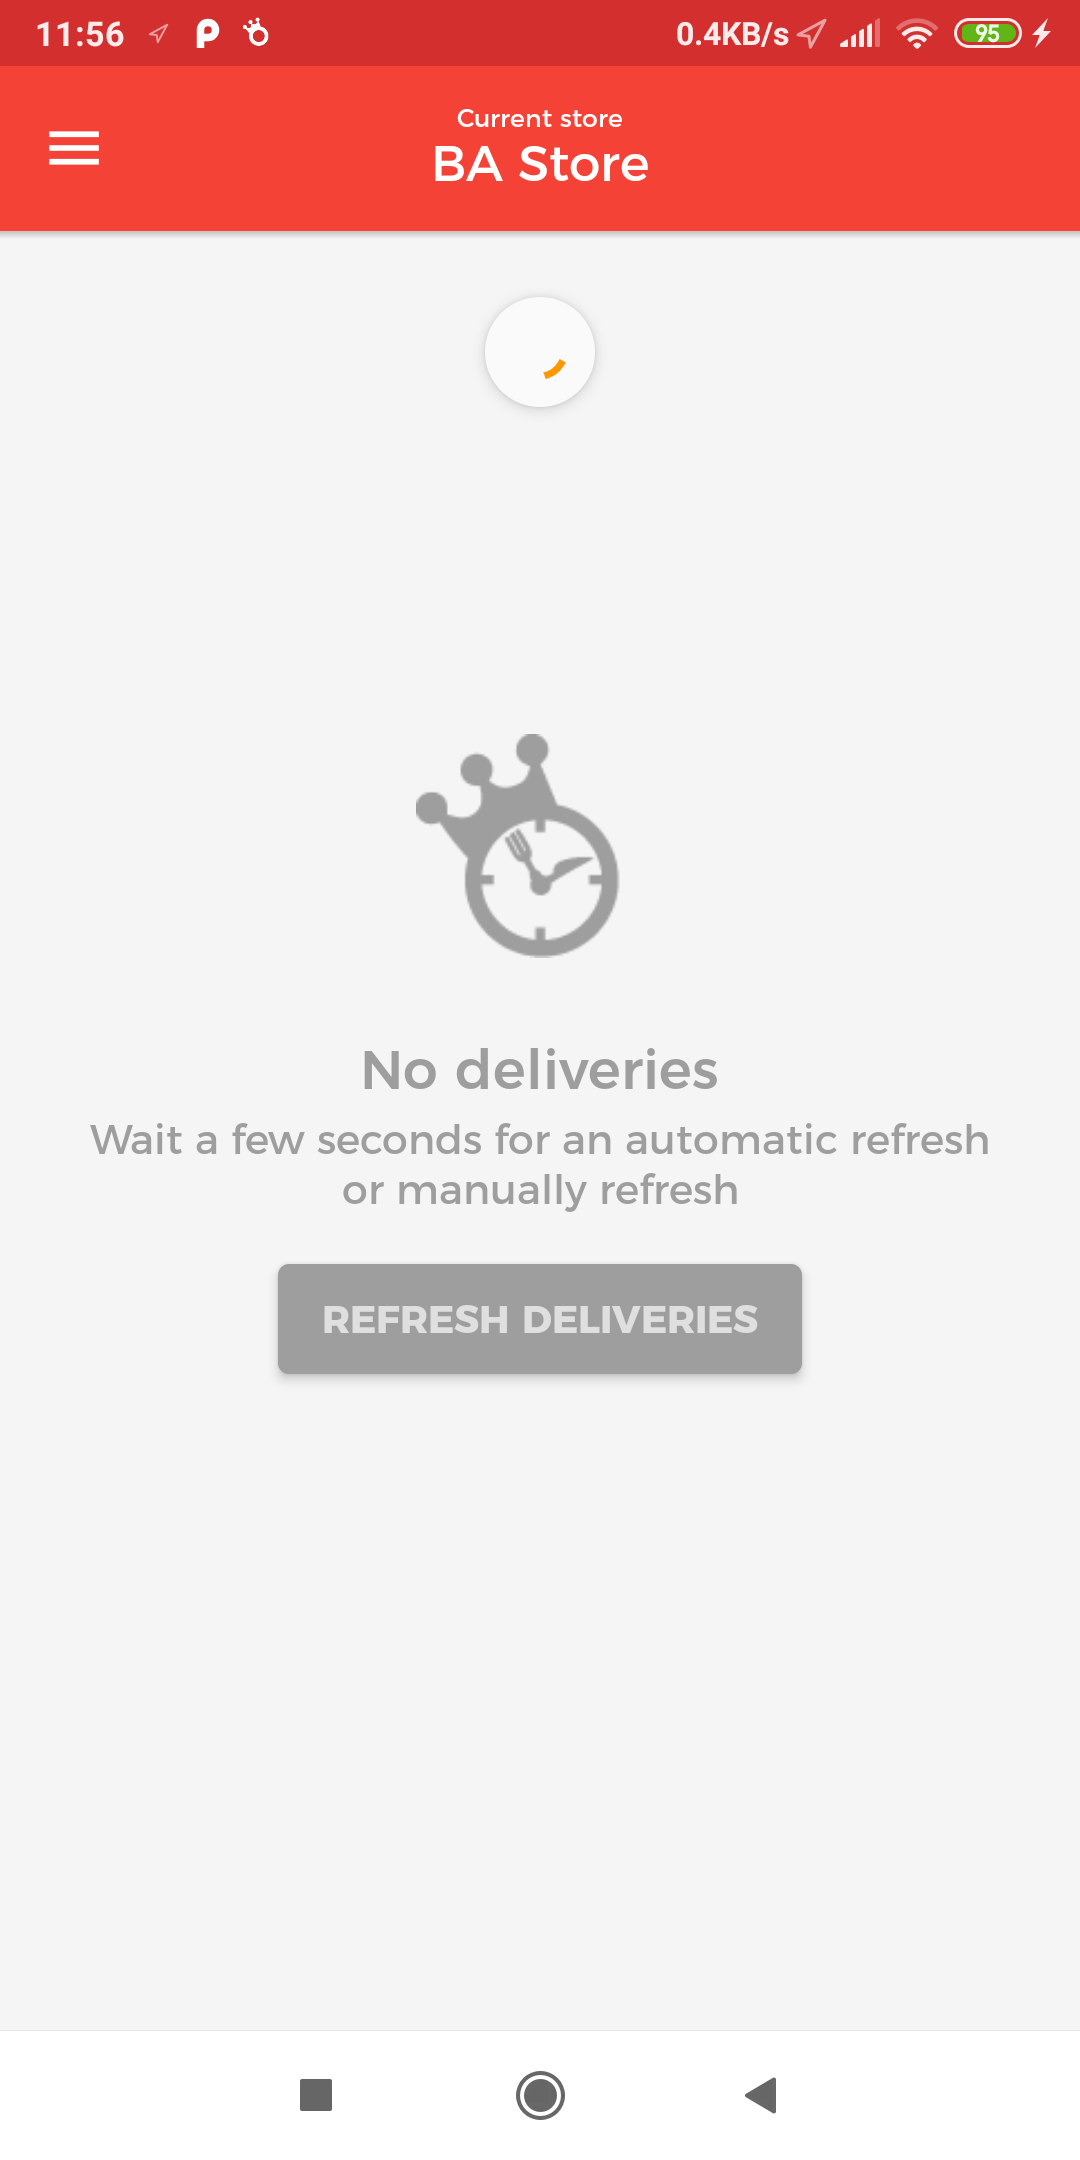 11:56 0.4KB/s 95
Current store
BA Store
No deliveries
Wait a few seconds for an automatic refresh
or manually refresh
REFRESH DELIVERIES